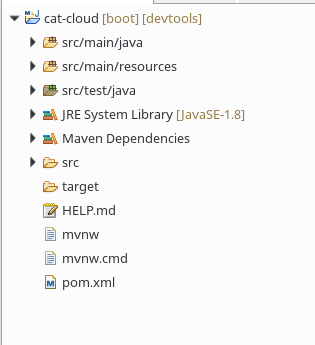 cat-cloud [boot] [devtools]
src/main/java
src/main/resources
src/test/java
JRE System Library [JavaSE-1.8]
Maven Dependencies
src
target
HELP.md
mvnw
mvnw.cmd
pom.xml